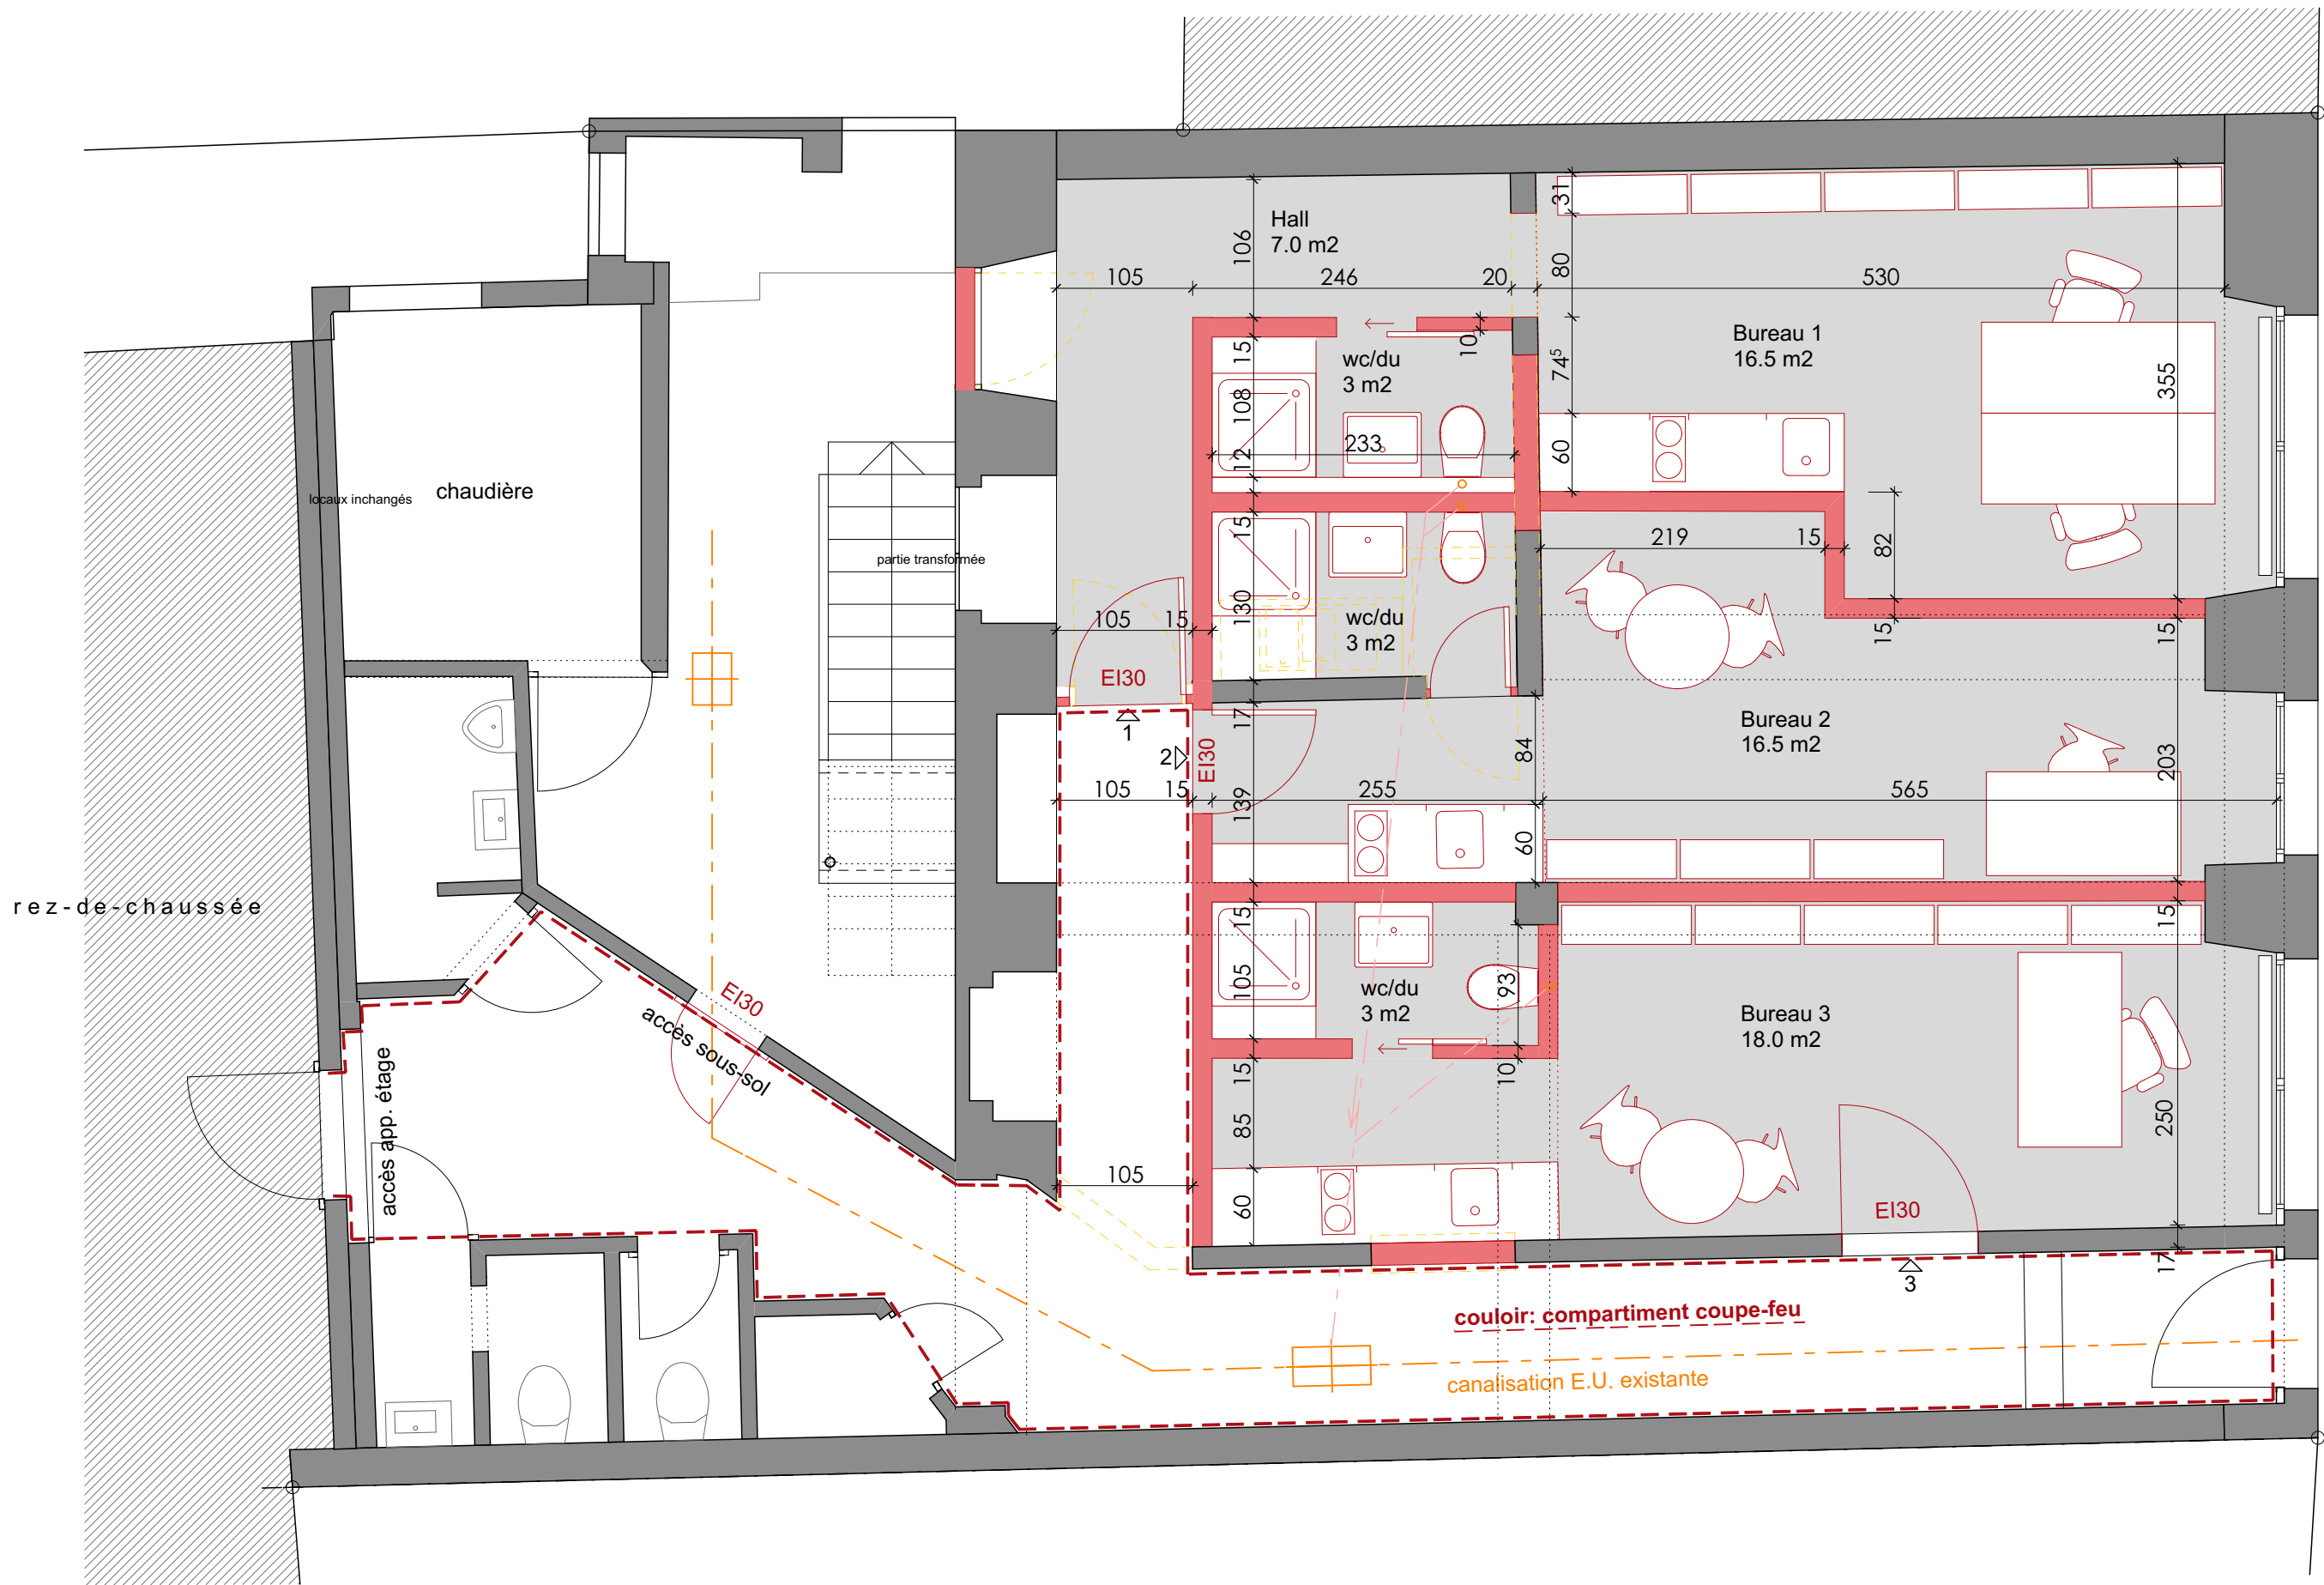 Hall
7.0 m2
106
105
246
20
530
31
80
74⁵
60
Bureau 1
16.5 m2
355
15
10
wc/du
3 m2
108
233
12
chaudière
locaux inchangés
partie transformée
15
219
15
82
130
105
15
wc/du
3 m2
15
15
EI30
1
2
EI30
17
84
Bureau 2
16.5 m2
203
105
15
139
255
565
60
rez-de-chaussée
15
15
105
93
wc/du
3 m2
EI30
accès sous-sol
accès app. étage
Bureau 3
18.0 m2
15
10
85
250
105
60
EI30
17
3
couloir: compartiment coupe-feu
canalisation E.U. existante